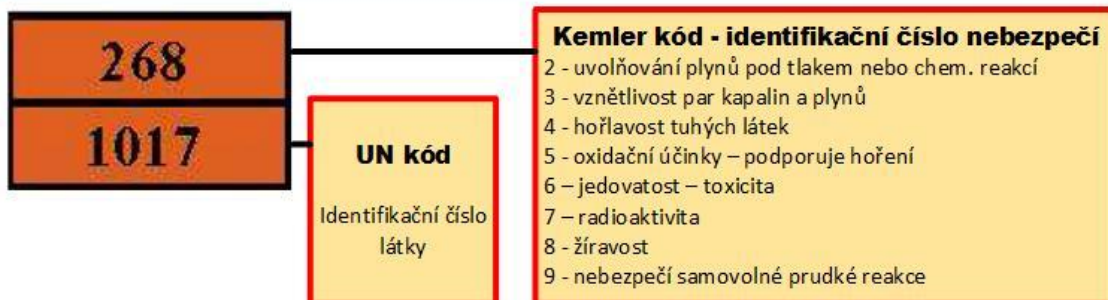 268
1017
UN kód
Identifikační číslo
látky
Kemler kód - identifikační číslo nebezpečí
2 - uvolňování plynů pod tlakem nebo chem. reakcí
3 – vznětlivost par kapalin a plynů
4 - hořlavost tuhých látek
5 - oxidační účinky – podporuje hoření
6 – jedovatost – toxicita
7 – radioaktivita
8 - žíravost
9 - nebezpečí samovolné prudké reakce